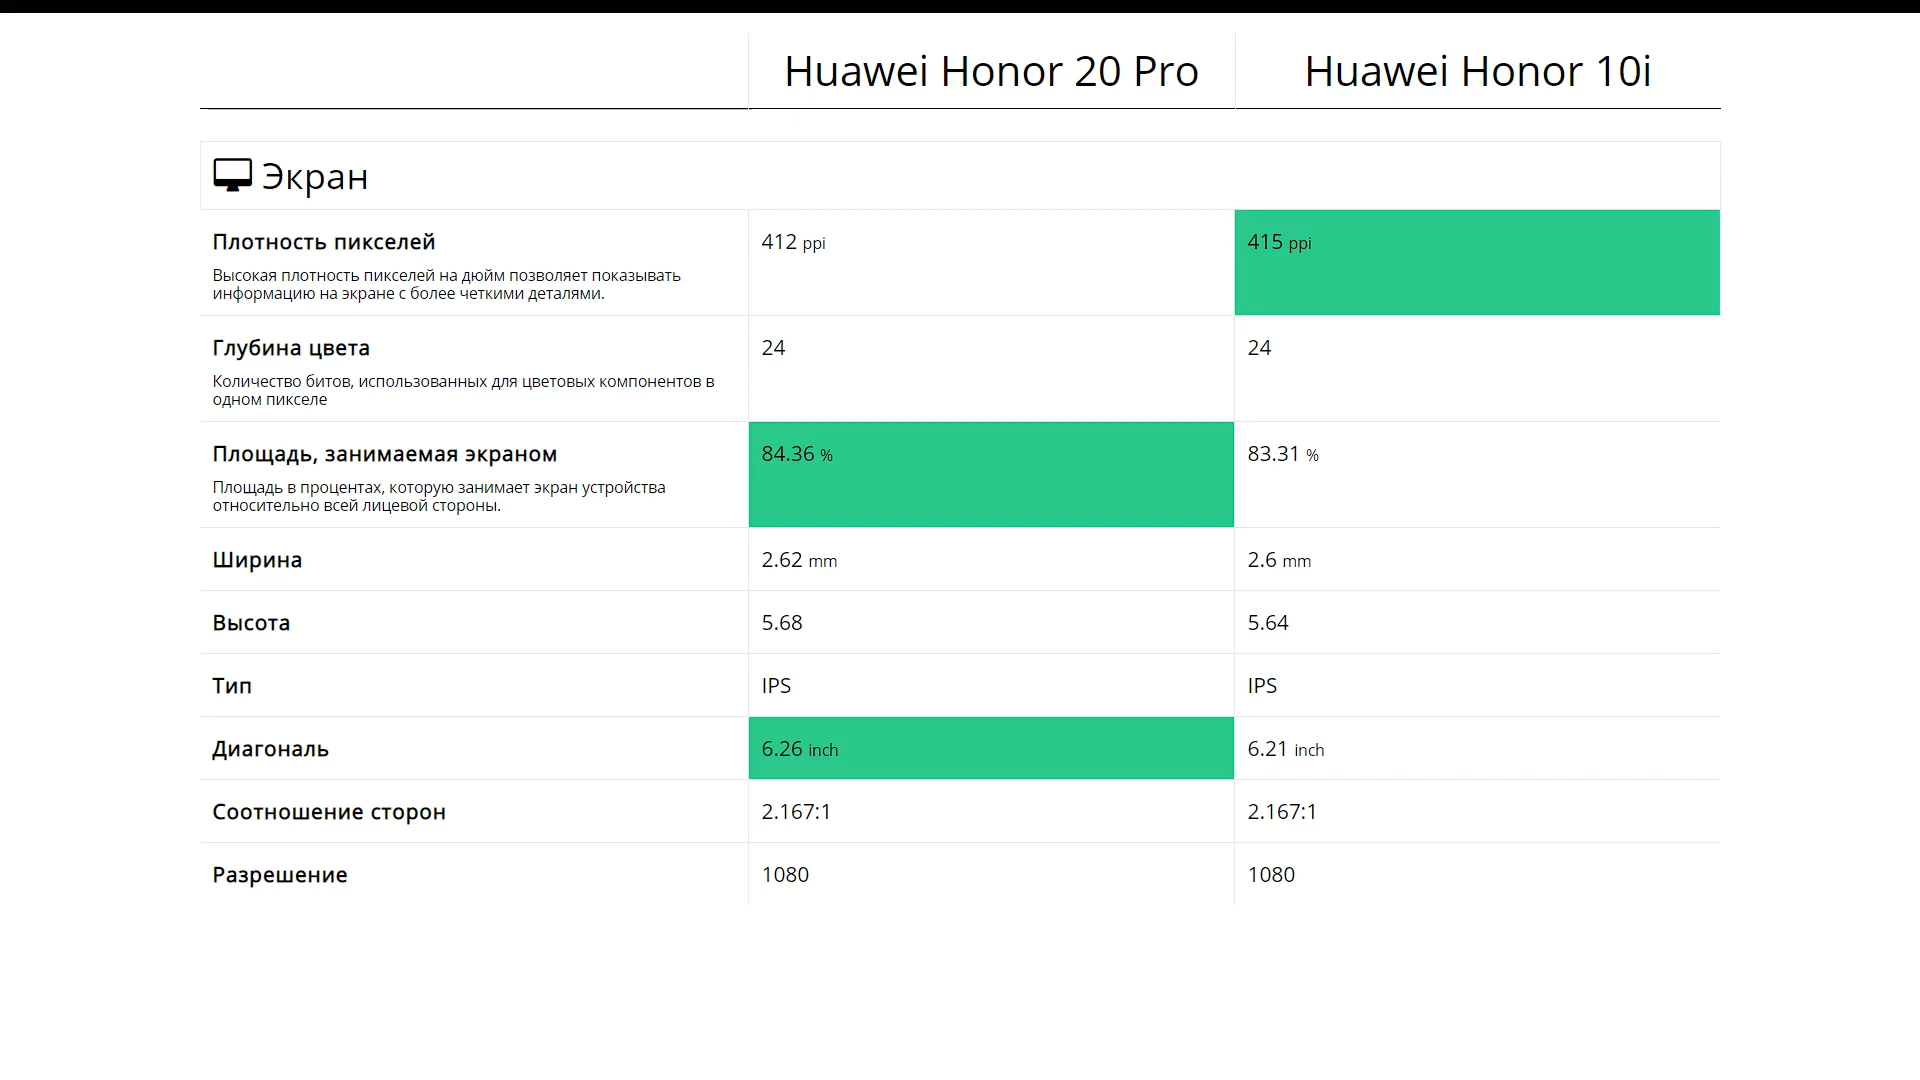 Huawei Honor 20 Pro Huawei Honor 10i
Экран
Плотность пикселей 412 ppi 415 ppi
Высокая плотность пикселей на дюйм позволяет показывать
информацию на экране с более четкими деталями.
Глубина цвета 24 24
Количество битов, использованных для цветовых компонентов в
одном пикселе
Площадь, занимаемая экраном 84.36 % 83.31 %
Площадь в процентах, которую занимает экран устройства
относительно всей лицевой стороны.
Ширина 2.62 mm 2.6 mm
Высота 5.68 5.64
Тип IPS IPS
Диагональ 6.26 inch 6.21 inch
Соотношение сторон 2.167:1 2.167:1
Разрешение 1080 1080